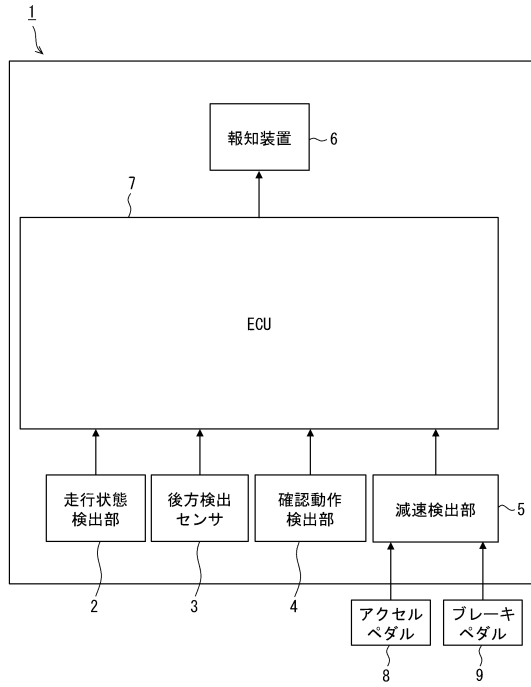 1
報知装置
6
7
ECU
走行状態
検出部
後方検出
センサ
確認動作
検出部
減速検出部
5
2
3
4
アクセル
ペダル
ブレーキ
ペダル
8
9